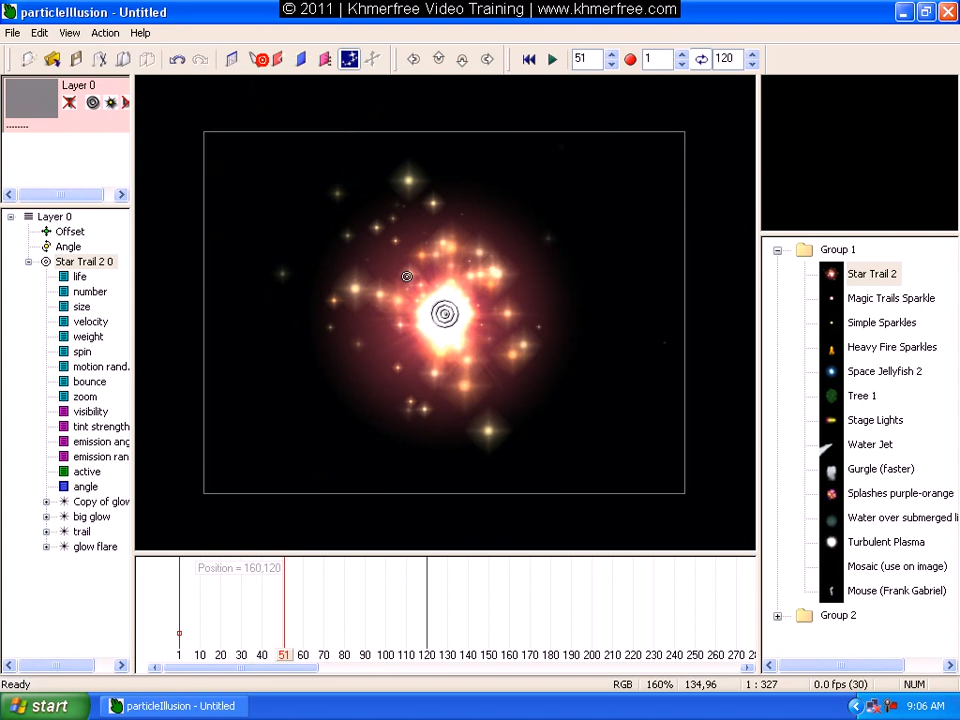 particleIllusion - Untitled
© 2011 | Khmerfree Video Training | www.khmerfree.com
File Edit View Action Help
51 1 120
Layer 0
Layer 0
Offset
Angle
Star Trail 2 0
life
number
size
velocity
weight
spin
motion rand.
bounce
zoom
visibility
tint strength
emission ang
emission ran
active
angle
Copy of glow
big glow
trail
glow flare
Position = 160,120
1 10 20 30 40 51 60 70 80 90 100 110 120 130 140 150 160 170 180 190 200 210 220 230 240 250 260 270 2
Group 1
Star Trail 2
Magic Trails Sparkle
Simple Sparkles
Heavy Fire Sparkles
Space Jellyfish 2
Tree 1
Stage Lights
Water Jet
Gurgle (faster)
Splashes purple-orange
Water over submerged li
Turbulent Plasma
Mosaic (use on image)
Mouse (Frank Gabriel)
Group 2
Ready RGB 160% 134,96 1 : 327 0.0 fps (30) NUM
start particleIllusion - Untitled 9:06 AM